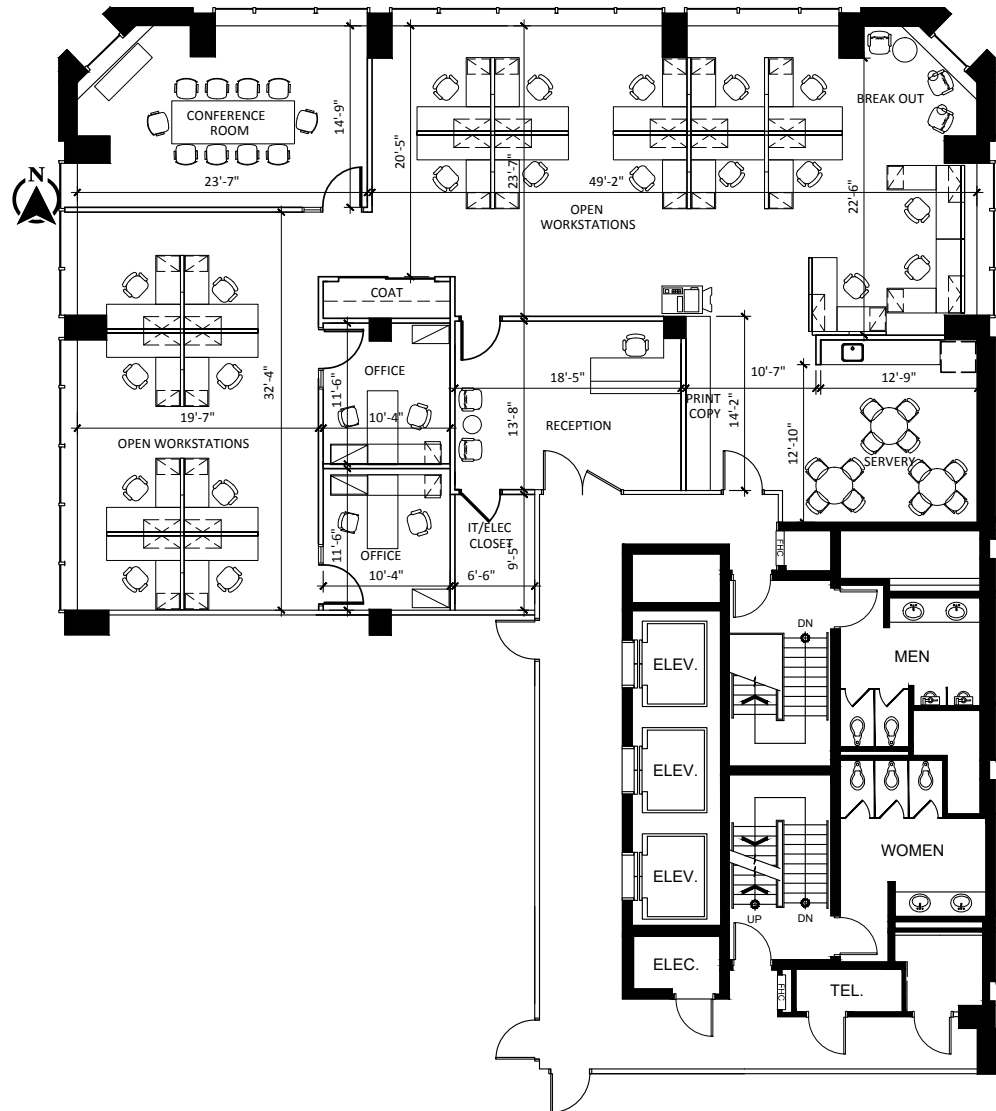 CONFERENCE
ROOM
14'-9"
23'-7"
N
20'-5"
23'-7"
49'-2"
OPEN
WORKSTATIONS
BREAK OUT
22'-6"
COAT
OFFICE
11'-6"
10'-4"
32'-4"
19'-7"
OPEN WORKSTATIONS
18'-5"
13'-8"
RECEPTION
PRINT
COPY
14'-2"
10'-7"
12'-9"
12'-10"
SERVERY
11'-6"
OFFICE
10'-4"
IT/ELEC
CLOSET
9'-5"
6'-6"
FHC
DN
MEN
ELEV.
ELEV.
ELEV.
WOMEN
UP
DN
ELEC.
FHC
TEL.